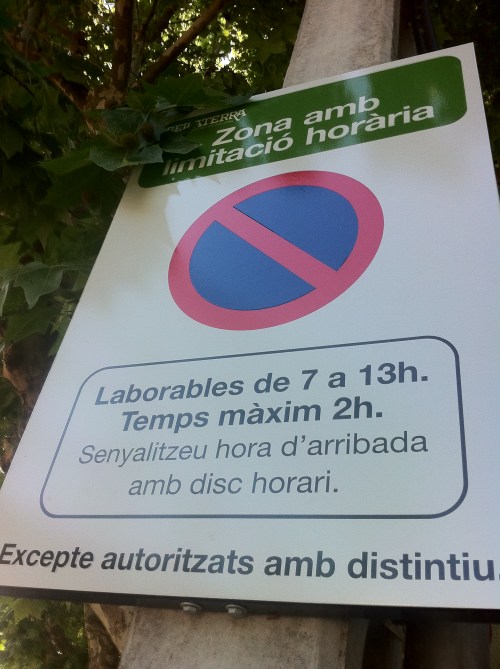 Zona amb
limitació horària
Laborables de 7 a 13h.
Temps màxim 2h.
Senyalitzeu hora d'arribada
amb disc horari.
Excepte autoritzats amb distintiu.